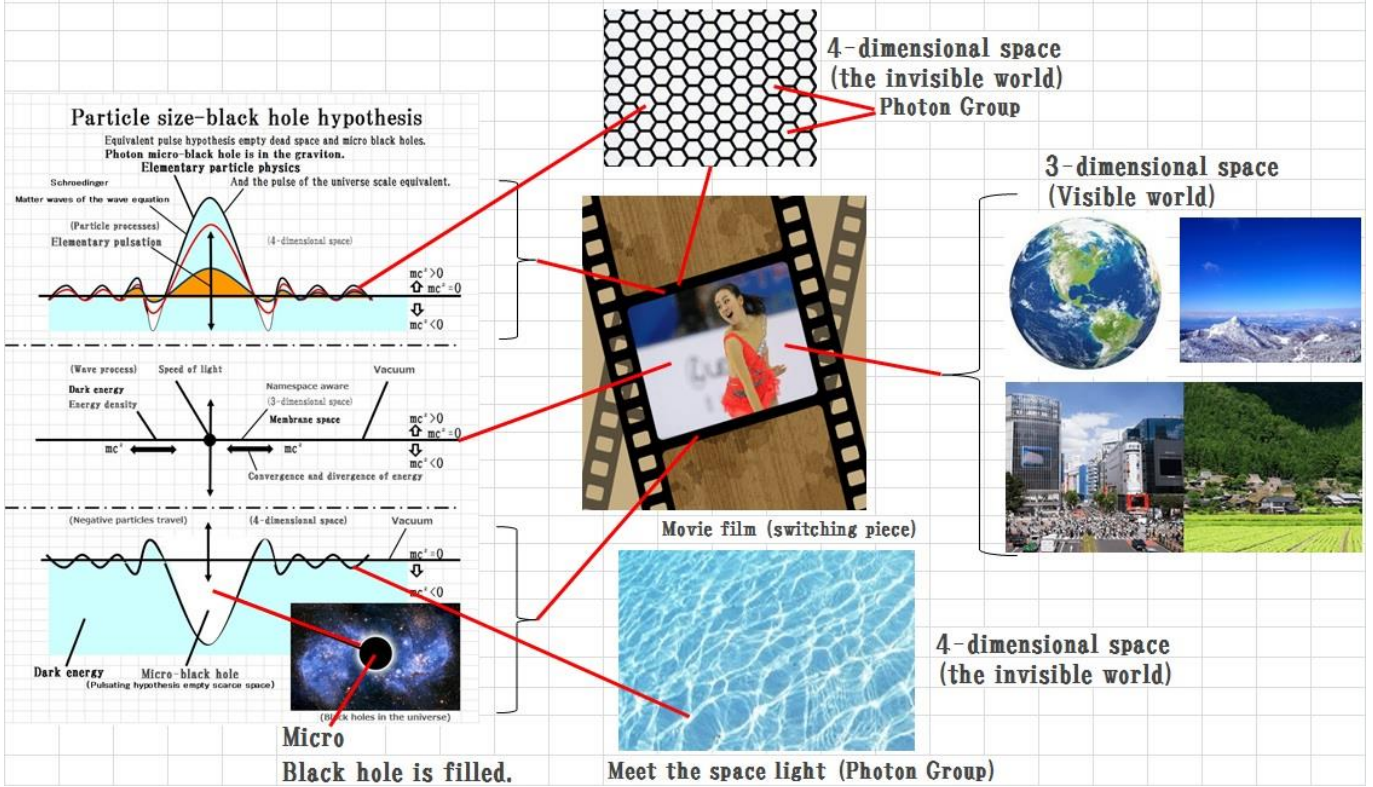 Particle size-black hole hypothesis
Equivalent pulse hypothesis empty dead space and micro black holes.
Photon micro-black hole is in the graviton.
Elementary particle physics
Schroedinger
And the pulse of the universe scale equivalent.
Matter waves of the wave equation
(Particle processes)
Elementary pulsation
(4-dimensional space)
mc²>0
mc²=0
mc²<0
(Wave process)
Speed of light
Vacuum
Dark energy
Energy density
Namespace aware
(3-dimensional space)
Membrane space
mc²>0
mc²=0
mc²<0
mc²
mc²
Convergence and divergence of energy
(Negative particles travel)
(4-dimensional space)
Vacuum
mc²=0
mc²<0
Dark energy
Micro-black hole
(Pulsating hypothesis empty scarce space)
(Black holes in the universe)
Micro
Black hole is filled.
4-dimensional space
(the invisible world)
Photon Group
Movie film (switching piece)
3-dimensional space
(Visible world)
4-dimensional space
(the invisible world)
Meet the space light (Photon Group)